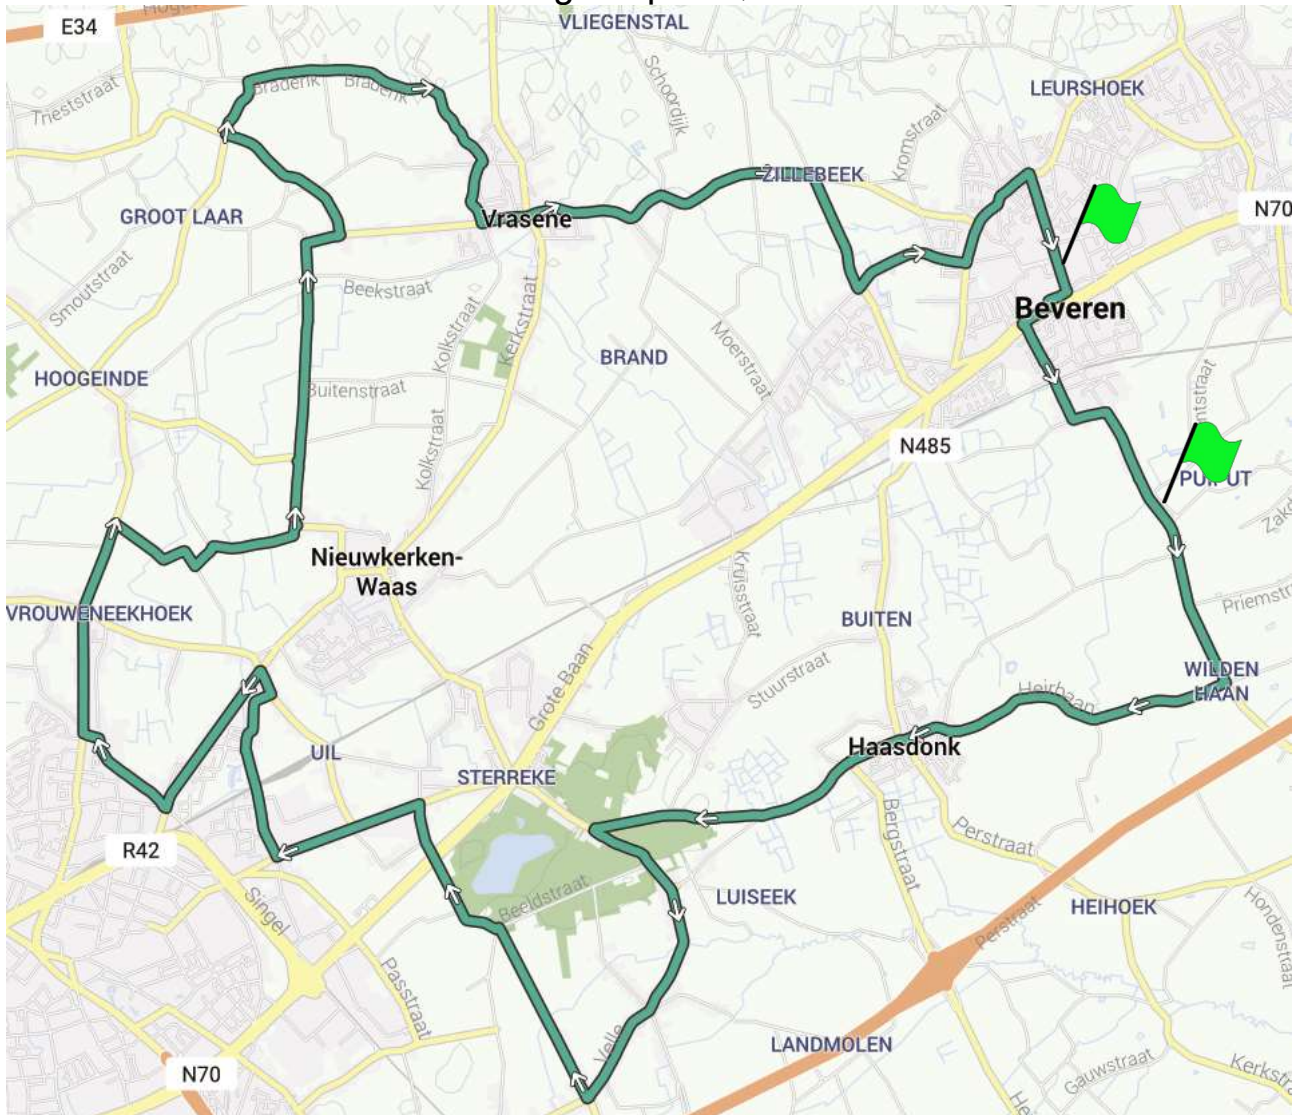 E34
VLIEGENSTAL
LEURSHOEK
Trieststraat
Braderik
Braderik
Schoordijk
Kromstraat
ZILLEBEEK
GROOT LAAR
Vrasene
N70
Smoutstraat
Beekstraat
Kolkstraat
Kerkstraat
Beveren
HOOGEINDE
BRAND
Moerstraat
Buitenstraat
Kolkstraat
N485
Nieuwkerken-
Waas
Kruisstraat
Priemstr
VROUWENEEKHOEK
BUITEN
Stuurstraat
WILDEN
HAAN
Heirbaan
Grote Baan
UIL
STERREKE
Haasdonk
Bergstraat
Perstraat
R42
Singel
Beeldstraat
LUISEEK
HEIHOEK
Perstraat
Hondenstraat
Passtraat
Velle
LANDMOLEN
Gauwstraat
Kerkstra
N70